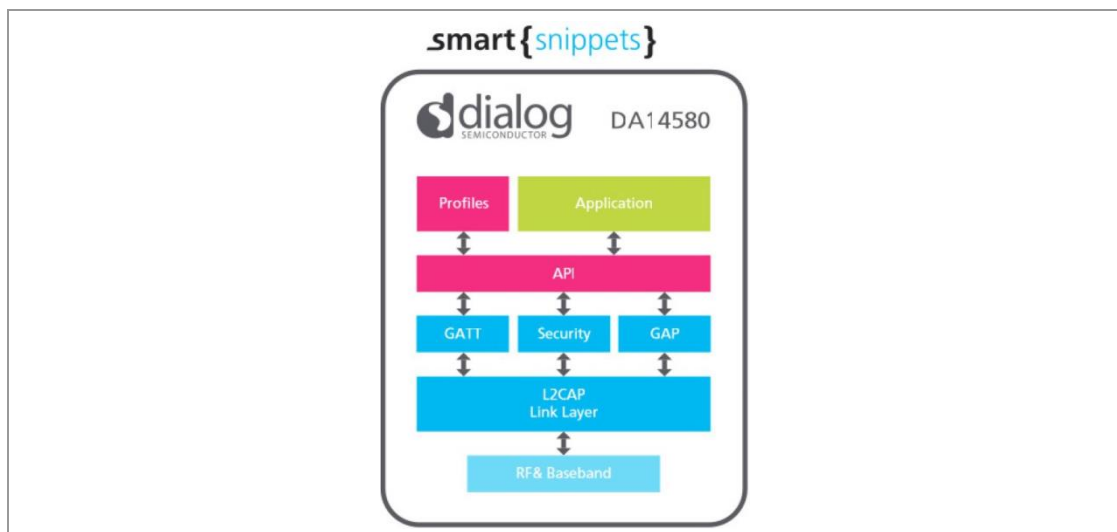 smart{snippets}
dialog
SEMICONDUCTOR
DA14580
Profiles
Application
API
GATT
Security
GAP
L2CAP
Link Layer
RF& Baseband